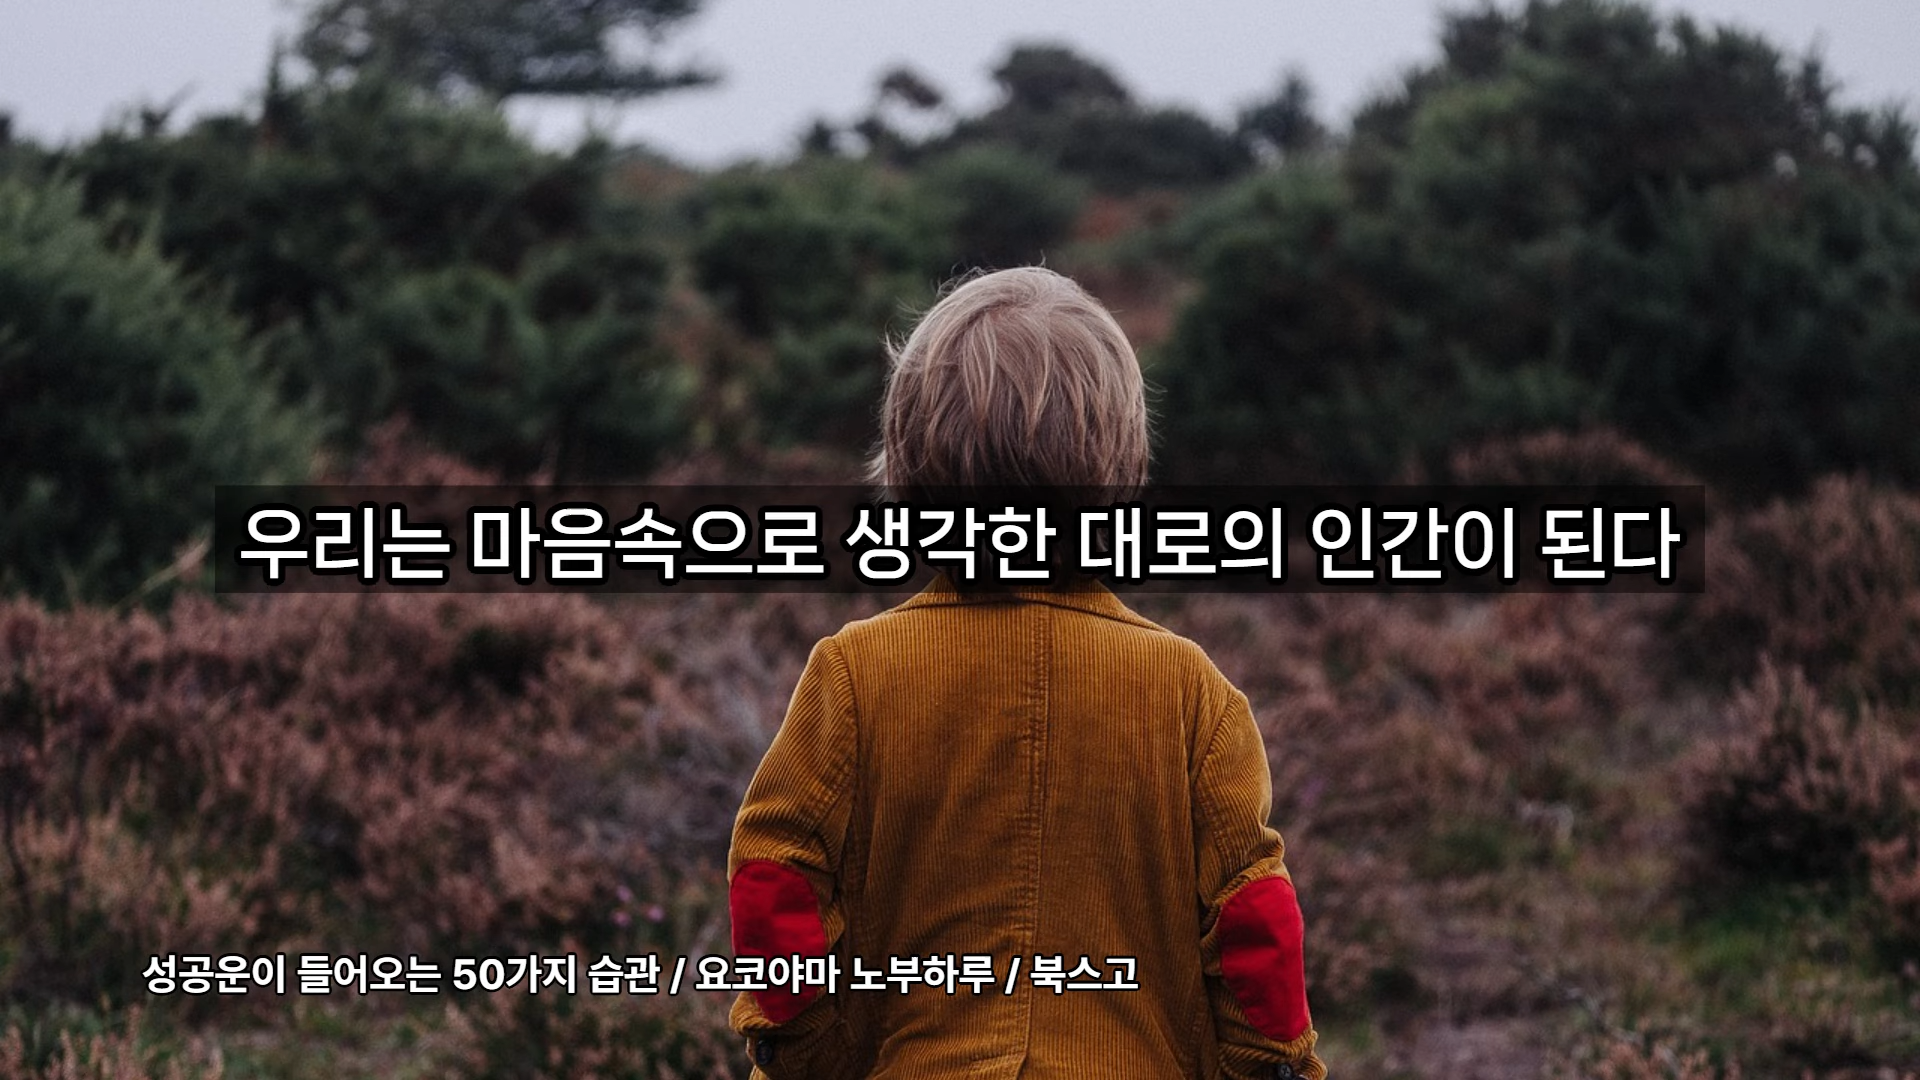 우리는 마음속으로 생각한 대로의 인간이 된다
성공운이 들어오는 50가지 습관 / 요코야마 노부하루 / 북스고